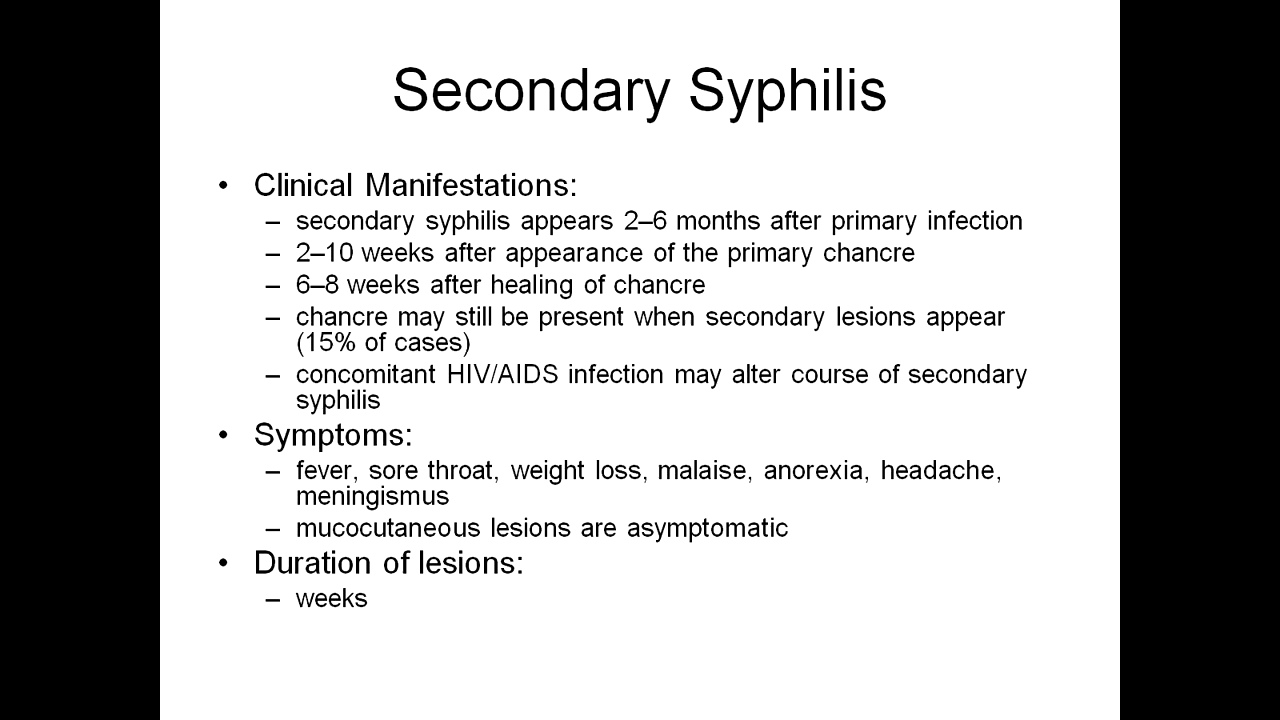 Secondary Syphilis
• Clinical Manifestations:
– secondary syphilis appears 2–6 months after primary infection
– 2–10 weeks after appearance of the primary chancre
– 6–8 weeks after healing of chancre
– chancre may still be present when secondary lesions appear
(15% of cases)
– concomitant HIV/AIDS infection may alter course of secondary
syphilis
• Symptoms:
– fever, sore throat, weight loss, malaise, anorexia, headache,
meningismus
– mucocutaneous lesions are asymptomatic
• Duration of lesions:
– weeks